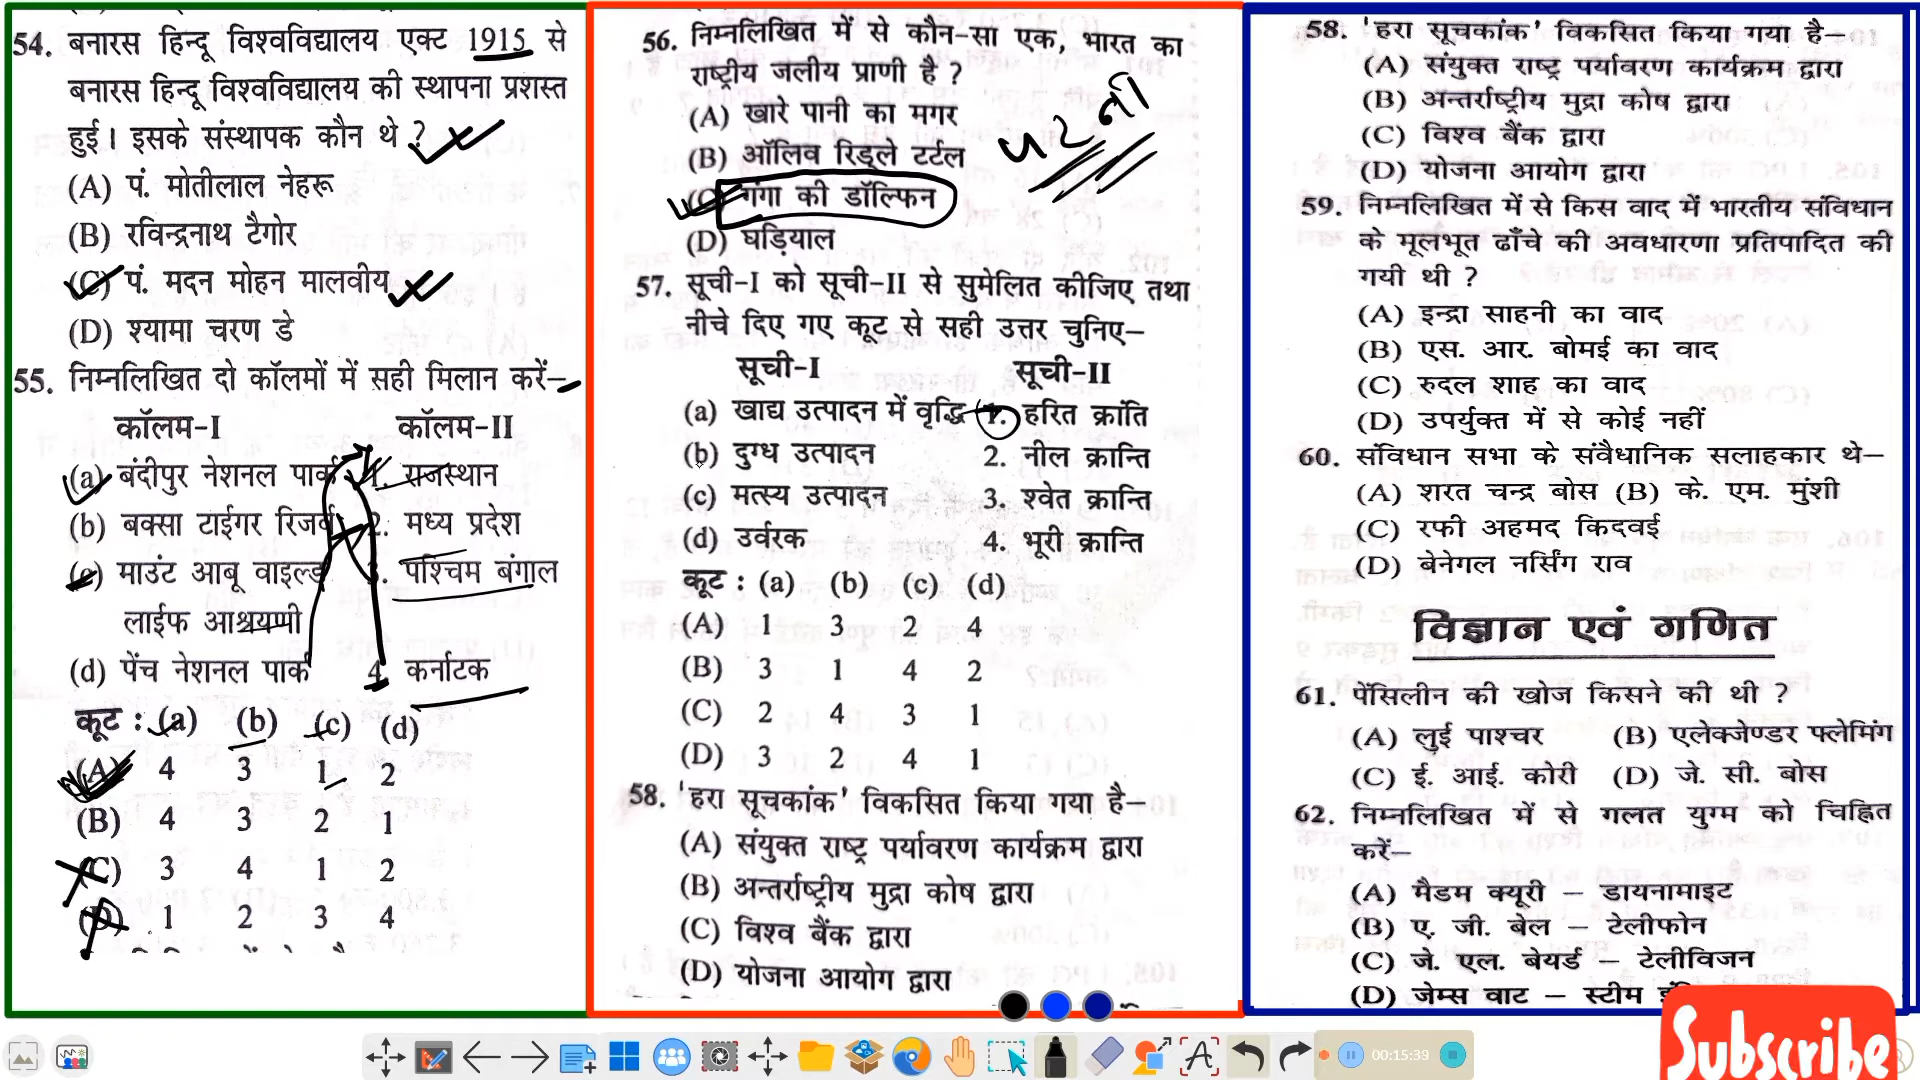 54. बनारस हिन्दू विश्वविद्यालय एक्ट 1915 से
बनारस हिन्दू विश्वविद्यालय की स्थापना प्रशस्त
हुई। इसके संस्थापक कौन थे ?
(A) पं. मोतीलाल नेहरू
(B) रविन्द्रनाथ टैगोर
(C) पं. मदन मोहन मालवीय
(D) श्यामा चरण डे
55. निम्नलिखित दो कॉलमों में सही मिलान करें–
कॉलम-I कॉलम-II
(a) बंदीपुर नेशनल पार्क 1. राजस्थान
(b) बक्सा टाईगर रिजर्व 2. मध्य प्रदेश
(c) माउंट आबू वाइल्ड 3. पश्चिम बंगाल
लाईफ आश्रयणी
(d) पेंच नेशनल पार्क 4. कर्नाटक
कूट : (a) (b) (c) (d)
(A) 4 3 1 2
(B) 4 3 2 1
(C) 3 4 1 2
(D) 1 2 3 4
56. निम्नलिखित में से कौन-सा एक, भारत का
राष्ट्रीय जलीय प्राणी है ?
(A) खारे पानी का मगर
(B) ऑलिव रिड्ले टर्टल
(C) गंगा की डॉल्फिन
(D) घड़ियाल
57. सूची-I को सूची-II से सुमेलित कीजिए तथा
नीचे दिए गए कूट से सही उत्तर चुनिए–
सूची-I सूची-II
(a) खाद्य उत्पादन में वृद्धि 1. हरित क्रांति
(b) दुग्ध उत्पादन 2. नील क्रान्ति
(c) मत्स्य उत्पादन 3. श्वेत क्रान्ति
(d) उर्वरक 4. भूरी क्रान्ति
कूट : (a) (b) (c) (d)
(A) 1 3 2 4
(B) 3 1 4 2
(C) 2 4 3 1
(D) 3 2 4 1
58. 'हरा सूचकांक' विकसित किया गया है–
(A) संयुक्त राष्ट्र पर्यावरण कार्यक्रम द्वारा
(B) अन्तर्राष्ट्रीय मुद्रा कोष द्वारा
(C) विश्व बैंक द्वारा
(D) योजना आयोग द्वारा
58. 'हरा सूचकांक' विकसित किया गया है–
(A) संयुक्त राष्ट्र पर्यावरण कार्यक्रम द्वारा
(B) अन्तर्राष्ट्रीय मुद्रा कोष द्वारा
(C) विश्व बैंक द्वारा
(D) योजना आयोग द्वारा
59. निम्नलिखित में से किस वाद में भारतीय संविधान
के मूलभूत ढाँचे की अवधारणा प्रतिपादित की
गयी थी ?
(A) इन्द्रा साहनी का वाद
(B) एस. आर. बोमई का वाद
(C) रुदल शाह का वाद
(D) उपर्युक्त में से कोई नहीं
60. संविधान सभा के संवैधानिक सलाहकार थे–
(A) शरत चन्द्र बोस (B) के. एम. मुंशी
(C) रफी अहमद किदवई
(D) बेनेगल नर्सिंग राव
विज्ञान एवं गणित
61. पेंसिलीन की खोज किसने की थी ?
(A) लुई पाश्चर (B) एलेक्जेण्डर फ्लेमिंग
(C) ई. आई. कोरी (D) जे. सी. बोस
62. निम्नलिखित में से गलत युग्म को चिह्नित
करें–
(A) मैडम क्यूरी – डायनामाइट
(B) ए. जी. बेल – टेलीफोन
(C) जे. एल. बेयर्ड – टेलीविजन
(D) जेम्स वाट – स्टीम
00:15:39
Subscribe